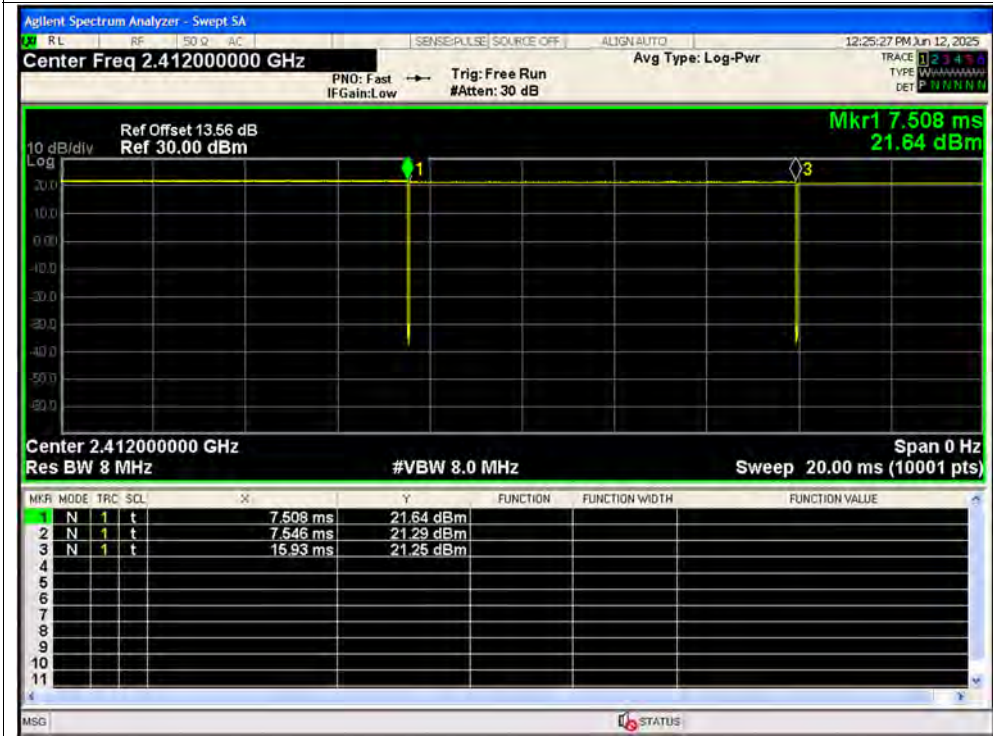 Agilent Spectrum Analyzer - Swept SA
RL RF 50 Ω AC SENSE:PULSE SOURCE OFF ALIGN AUTO 12:25:27 PM Jun 12, 2025
Center Freq 2.412000000 GHz Avg Type: Log-Pwr TRACE 1 2 3 4 5 6
PNO: Fast Trig: Free Run TYPE W
IFGain:Low #Atten: 30 dB DET P N N N N N
Mkr1 7.508 ms
Ref Offset 13.56 dB
10 dB/div Ref 30.00 dBm 21.64 dBm
Log
1 3
20.0
10.0
0.00
-10.0
-20.0
-30.0
-40.0
-50.0
-60.0
Center 2.412000000 GHz Span 0 Hz
Res BW 8 MHz #VBW 8.0 MHz Sweep 20.00 ms (10001 pts)
MKR MODE TRC SCL X Y FUNCTION FUNCTION WIDTH FUNCTION VALUE
1 N 1 t 7.508 ms 21.64 dBm
2 N 1 t 7.546 ms 21.29 dBm
3 N 1 t 15.93 ms 21.25 dBm
4
5
6
7
8
9
10
11
MSG STATUS